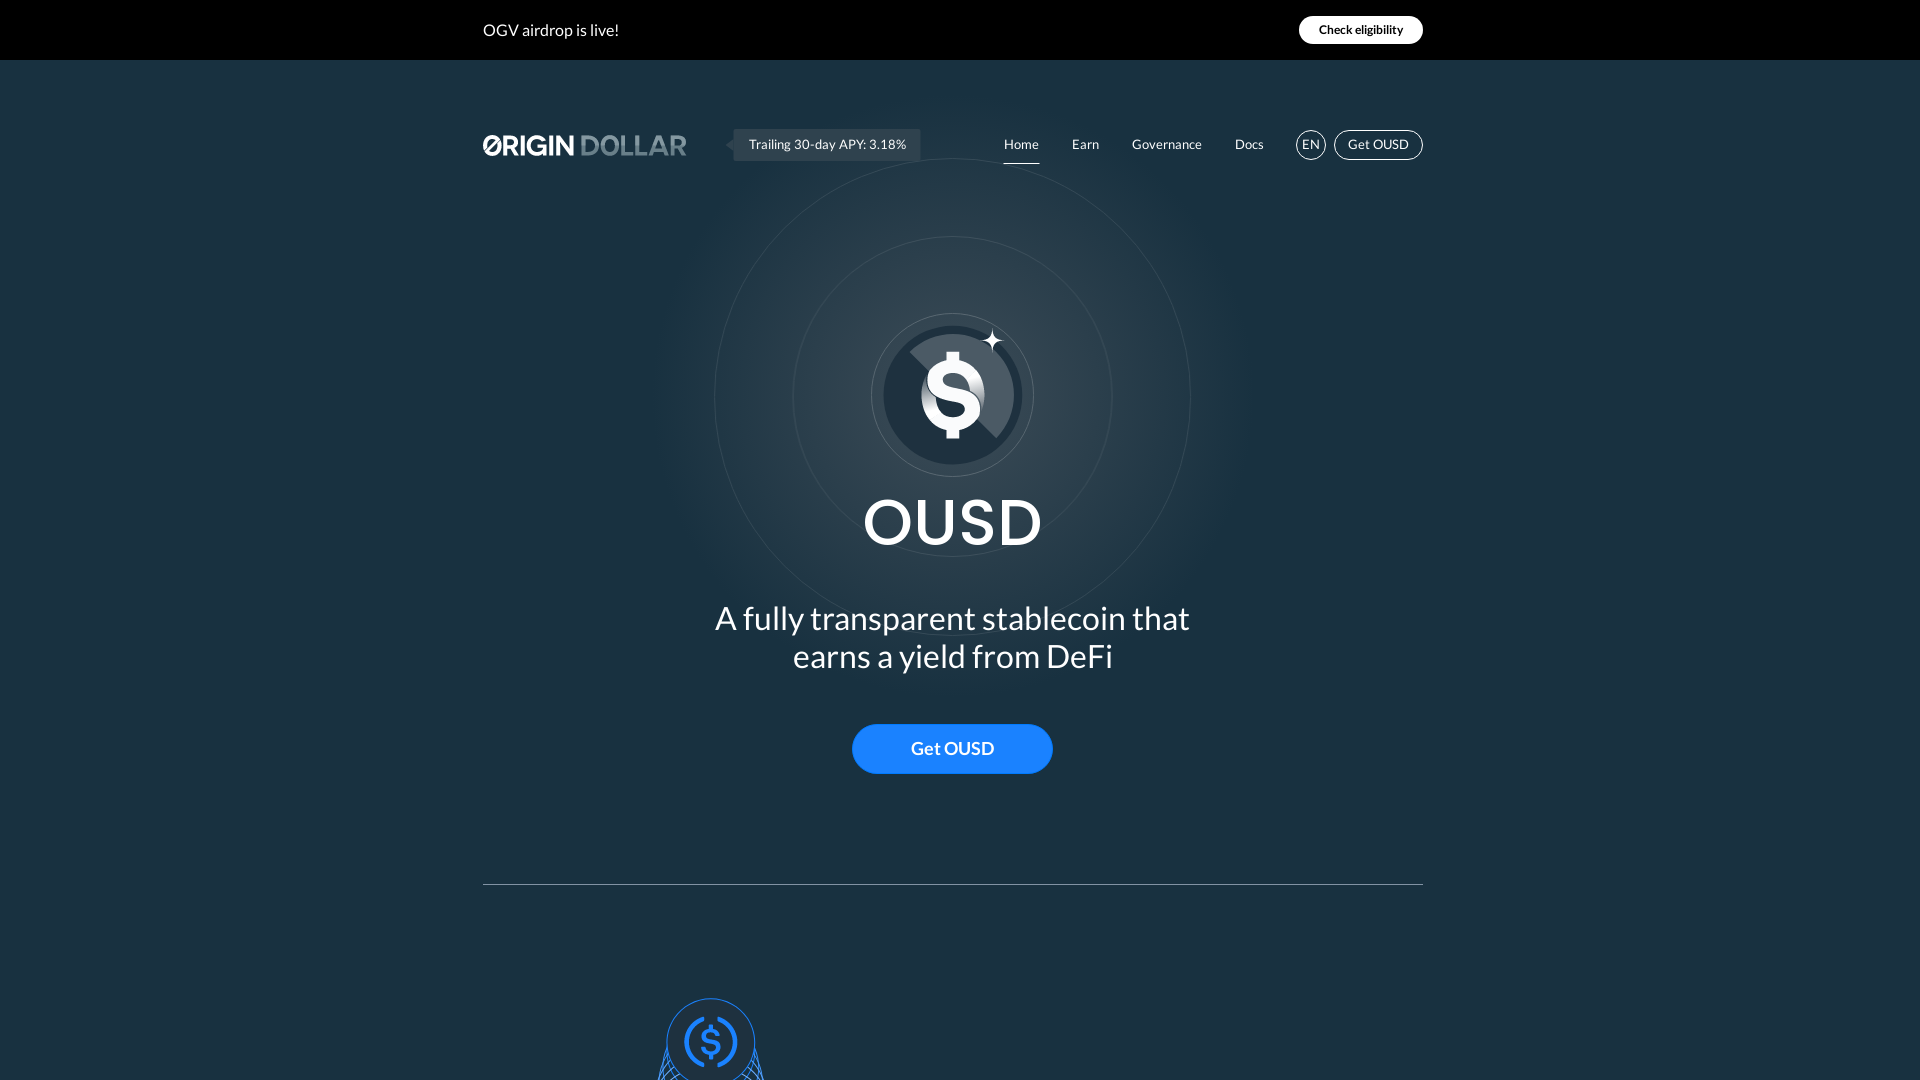 OGV airdrop is live!
Check eligibility
ORIGIN DOLLAR
Trailing 30-day APY: 3.18%
Home
Earn
Governance
Docs
EN
Get OUSD
OUSD
A fully transparent stablecoin that
earns a yield from DeFi
Get OUSD